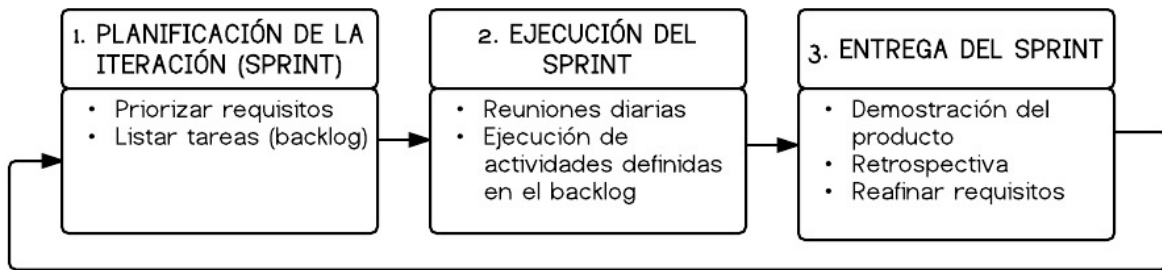 1. PLANIFICACIÓN DE LA
ITERACIÓN (SPRINT)
• Priorizar requisitos
• Listar tareas (backlog)
2. EJECUCIÓN DEL
SPRINT
• Reuniones diarias
• Ejecución de
actividades definidas
en el backlog
3. ENTREGA DEL SPRINT
• Demostración del
producto
• Retrospectiva
• Reafinar requisitos